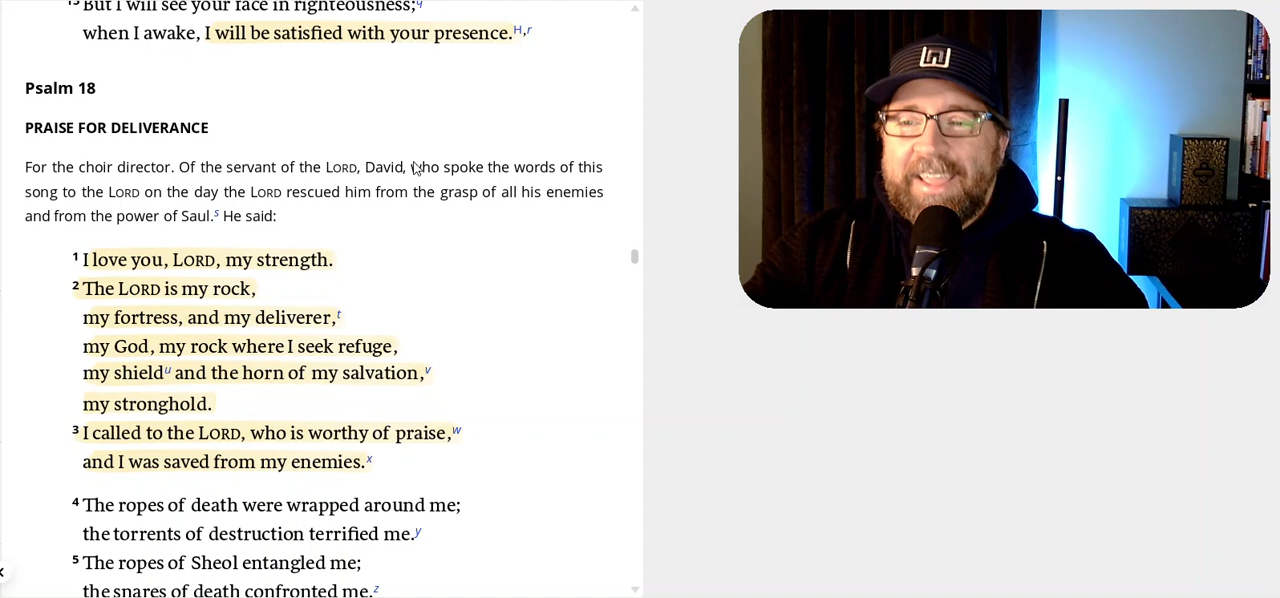 13 But I will see your face in righteousness;q
when I awake, I will be satisfied with your presence.H,r
Psalm 18
PRAISE FOR DELIVERANCE
For the choir director. Of the servant of the LORD, David, who spoke the words of this
song to the LORD on the day the LORD rescued him from the grasp of all his enemies
and from the power of Saul.s He said:
1 I love you, LORD, my strength.
2 The LORD is my rock,
my fortress, and my deliverer,t
my God, my rock where I seek refuge,
my shieldu and the horn of my salvation,v
my stronghold.
3 I called to the LORD, who is worthy of praise,w
and I was saved from my enemies.x
4 The ropes of death were wrapped around me;
the torrents of destruction terrified me.y
5 The ropes of Sheol entangled me;
the snares of death confronted me.z